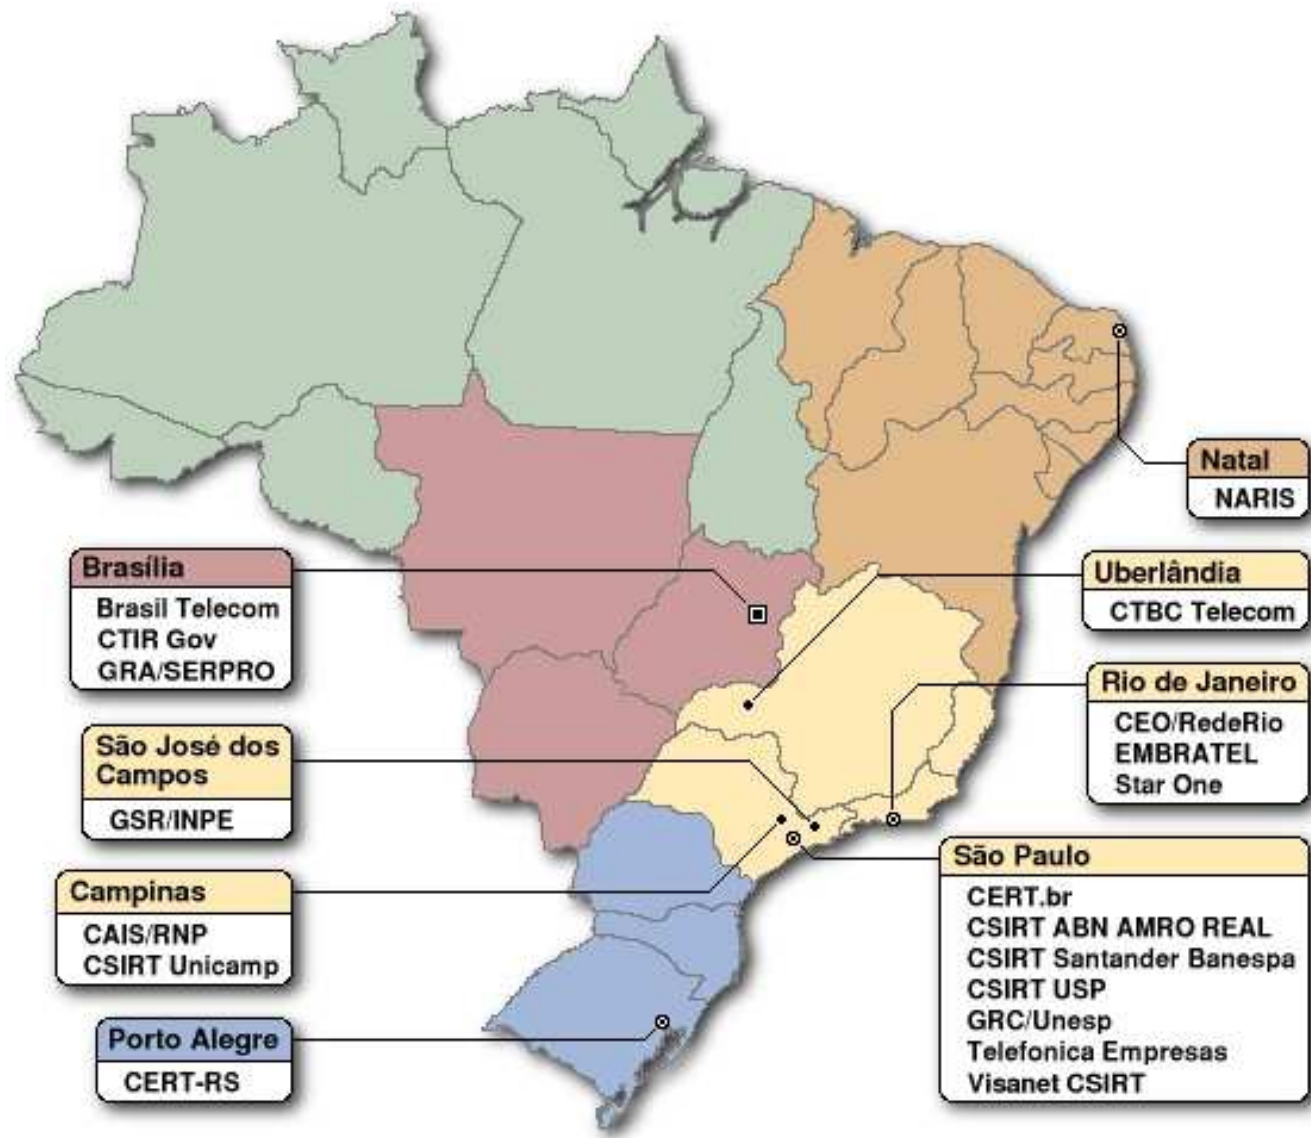 Natal
NARIS
Brasília
Brasil Telecom
CTIR Gov
GRA/SERPRO
Uberlândia
CTBC Telecom
Rio de Janeiro
CEO/RedeRio
EMBRATEL
Star One
São José dos
Campos
GSR/INPE
São Paulo
CERT.br
CSIRT ABN AMRO REAL
CSIRT Santander Banespa
CSIRT USP
GRC/Unesp
Telefonica Empresas
Visanet CSIRT
Campinas
CAIS/RNP
CSIRT Unicamp
Porto Alegre
CERT-RS